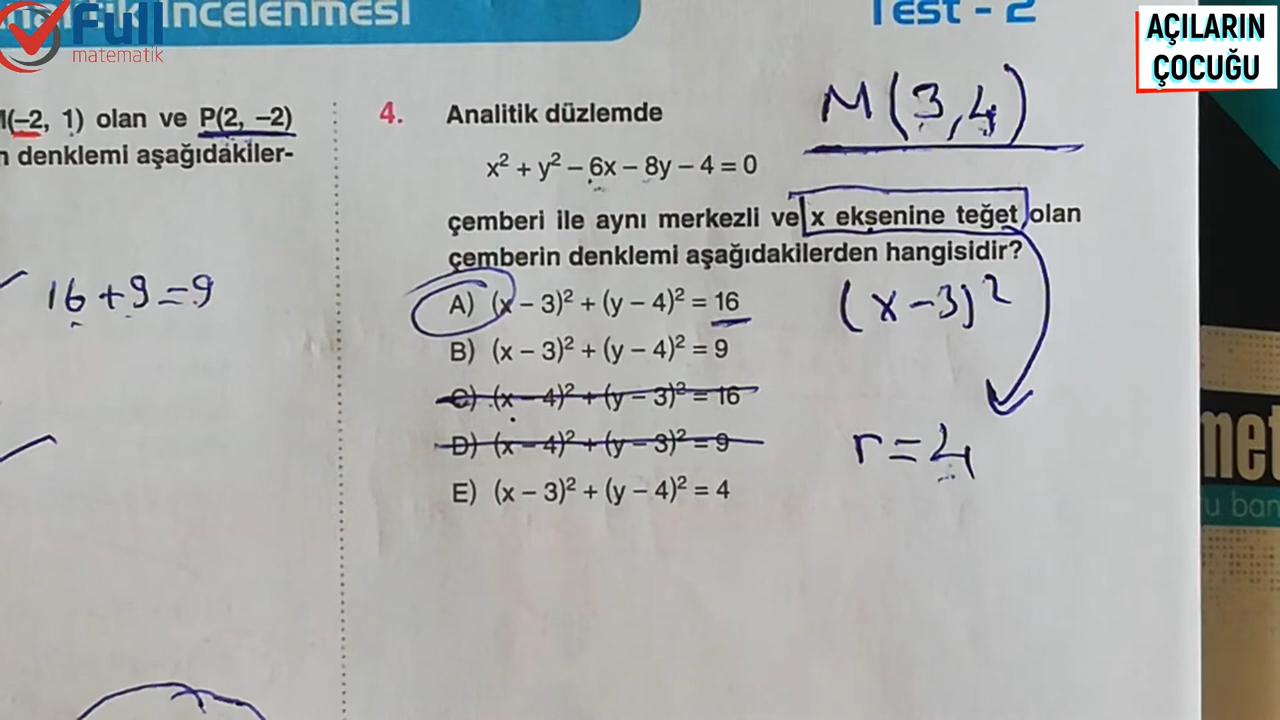 Analitik İncelenmesi
Test - 2
Full
matematik
AÇILARIN
ÇOCUĞU
M(–2, 1) olan ve P(2, –2)
n denklemi aşağıdakiler-
16 + 9 = 9
4. Analitik düzlemde
M(3,4)
x² + y² – 6x – 8y – 4 = 0
çemberi ile aynı merkezli ve x eksenine teğet olan
çemberin denklemi aşağıdakilerden hangisidir?
A) (x – 3)² + (y – 4)² = 16
B) (x – 3)² + (y – 4)² = 9
C) (x – 4)² + (y – 3)² = 16
D) (x – 4)² + (y – 3)² = 9
E) (x – 3)² + (y – 4)² = 4
(x – 3)²
r = 4
met
u ban